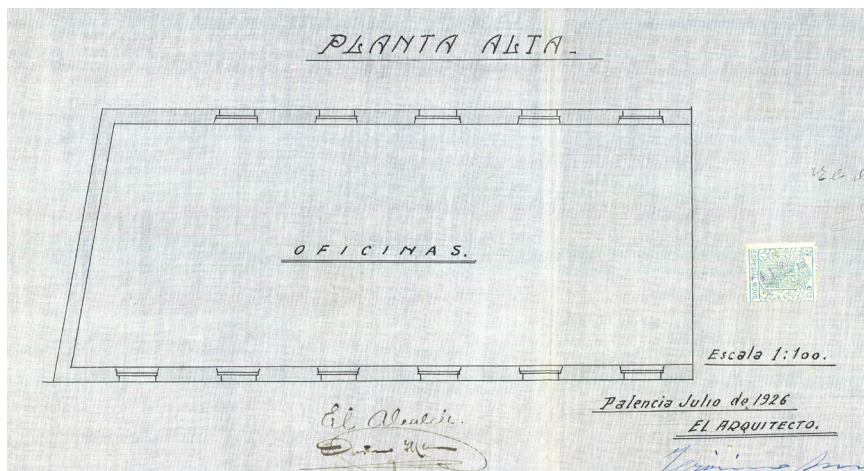 PLANTA ALTA.
OFICINAS.
Escala 1:100.
Palencia Julio de 1926
EL ARQUITECTO.
El Alcalde.